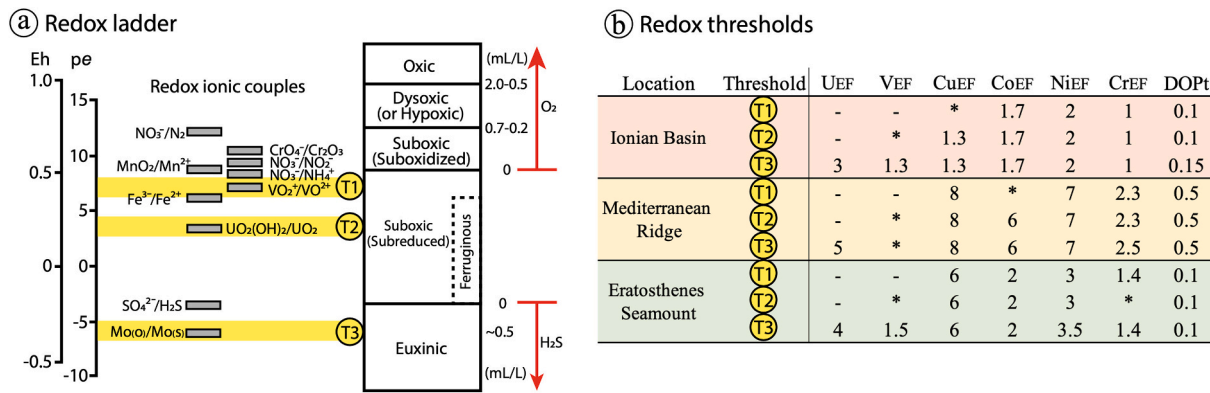 ⓐ Redox ladder
Eh pe
Redox ionic couples
1.0
0.5
0
-0.5
15
10
5
0
-5
-10
NO₃⁻/N₂
CrO₄⁻/Cr₂O₃
NO₃⁻/NO₂⁻
MnO₂/Mn²⁺
NO₃⁻/NH₄⁺
VO₂⁺/VO²⁺
T1
Fe³⁻/Fe²⁺
UO₂(OH)₂/UO₂
T2
SO₄²⁻/H₂S
Mo(O)/Mo(S)
T3
Oxic
Dysoxic
(or Hypoxic)
Suboxic
(Suboxidized)
Suboxic
(Subreduced)
Ferruginous
Euxinic
(mL/L)
2.0-0.5
0.7-0.2
0
O₂
0
~0.5
(mL/L)
H₂S
ⓑ Redox thresholds
Location Threshold UEF VEF CuEF CoEF NiEF CrEF DOPt
Ionian Basin
T1 - - * 1.7 2 1 0.1
T2 - * 1.3 1.7 2 1 0.1
T3 3 1.3 1.3 1.7 2 1 0.15
Mediterranean
Ridge
T1 - - 8 * 7 2.3 0.5
T2 - * 8 6 7 2.3 0.5
T3 5 * 8 6 7 2.5 0.5
Eratosthenes
Seamount
T1 - - 6 2 3 1.4 0.1
T2 - * 6 2 3 * 0.1
T3 4 1.5 6 2 3.5 1.4 0.1